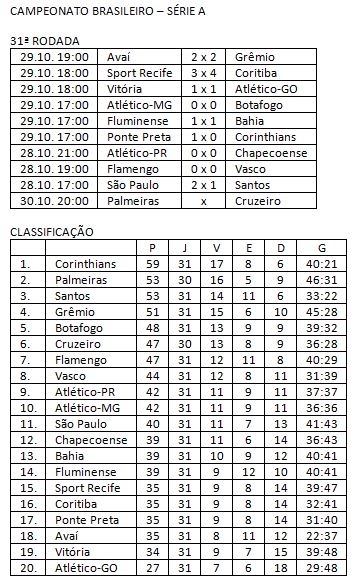 CAMPEONATO BRASILEIRO – SÉRIE A
31ª RODADA
29.10. 19:00 Avaí 2 x 2 Grêmio
29.10. 18:00 Sport Recife 3 x 4 Coritiba
29.10. 18:00 Vitória 1 x 1 Atlético-GO
29.10. 17:00 Atlético-MG 0 x 0 Botafogo
29.10. 17:00 Fluminense 1 x 1 Bahia
29.10. 17:00 Ponte Preta 1 x 0 Corinthians
28.10. 21:00 Atlético-PR 0 x 0 Chapecoense
28.10. 19:00 Flamengo 0 x 0 Vasco
28.10. 17:00 São Paulo 2 x 1 Santos
30.10. 20:00 Palmeiras x Cruzeiro
CLASSIFICAÇÃO
P J V E D G
1. Corinthians 59 31 17 8 6 40:21
2. Palmeiras 53 30 16 5 9 46:31
3. Santos 53 31 14 11 6 33:22
4. Grêmio 51 31 15 6 10 45:28
5. Botafogo 48 31 13 9 9 39:32
6. Cruzeiro 47 30 13 8 9 36:28
7. Flamengo 47 31 12 11 8 40:29
8. Vasco 44 31 12 8 11 31:39
9. Atlético-PR 42 31 11 9 11 37:37
10. Atlético-MG 42 31 11 9 11 36:36
11. São Paulo 40 31 11 7 13 41:43
12. Chapecoense 39 31 11 6 14 36:43
13. Bahia 39 31 10 9 12 40:41
14. Fluminense 39 31 9 12 10 40:41
15. Sport Recife 35 31 9 8 14 39:47
16. Coritiba 35 31 9 8 14 32:41
17. Ponte Preta 35 31 9 8 14 31:40
18. Avaí 35 31 8 11 12 22:37
19. Vitória 34 31 9 7 15 39:48
20. Atlético-GO 27 31 7 6 18 29:48